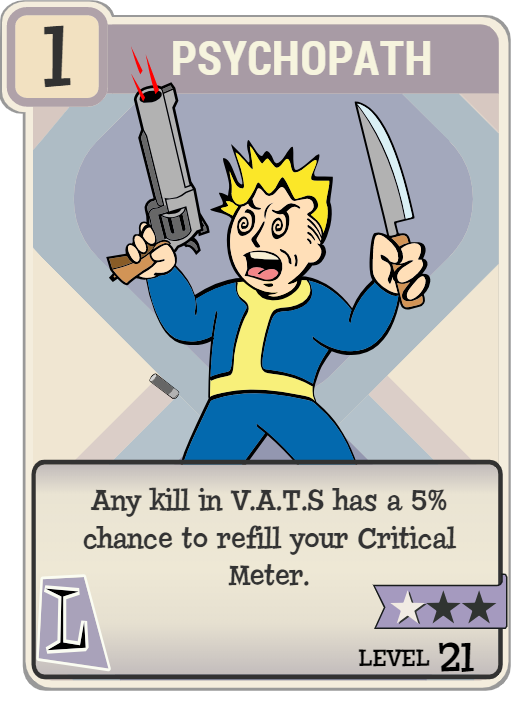 1
PSYCHOPATH
Any kill in V.A.T.S has a 5%
chance to refill your Critical
Meter.
L
LEVEL 21